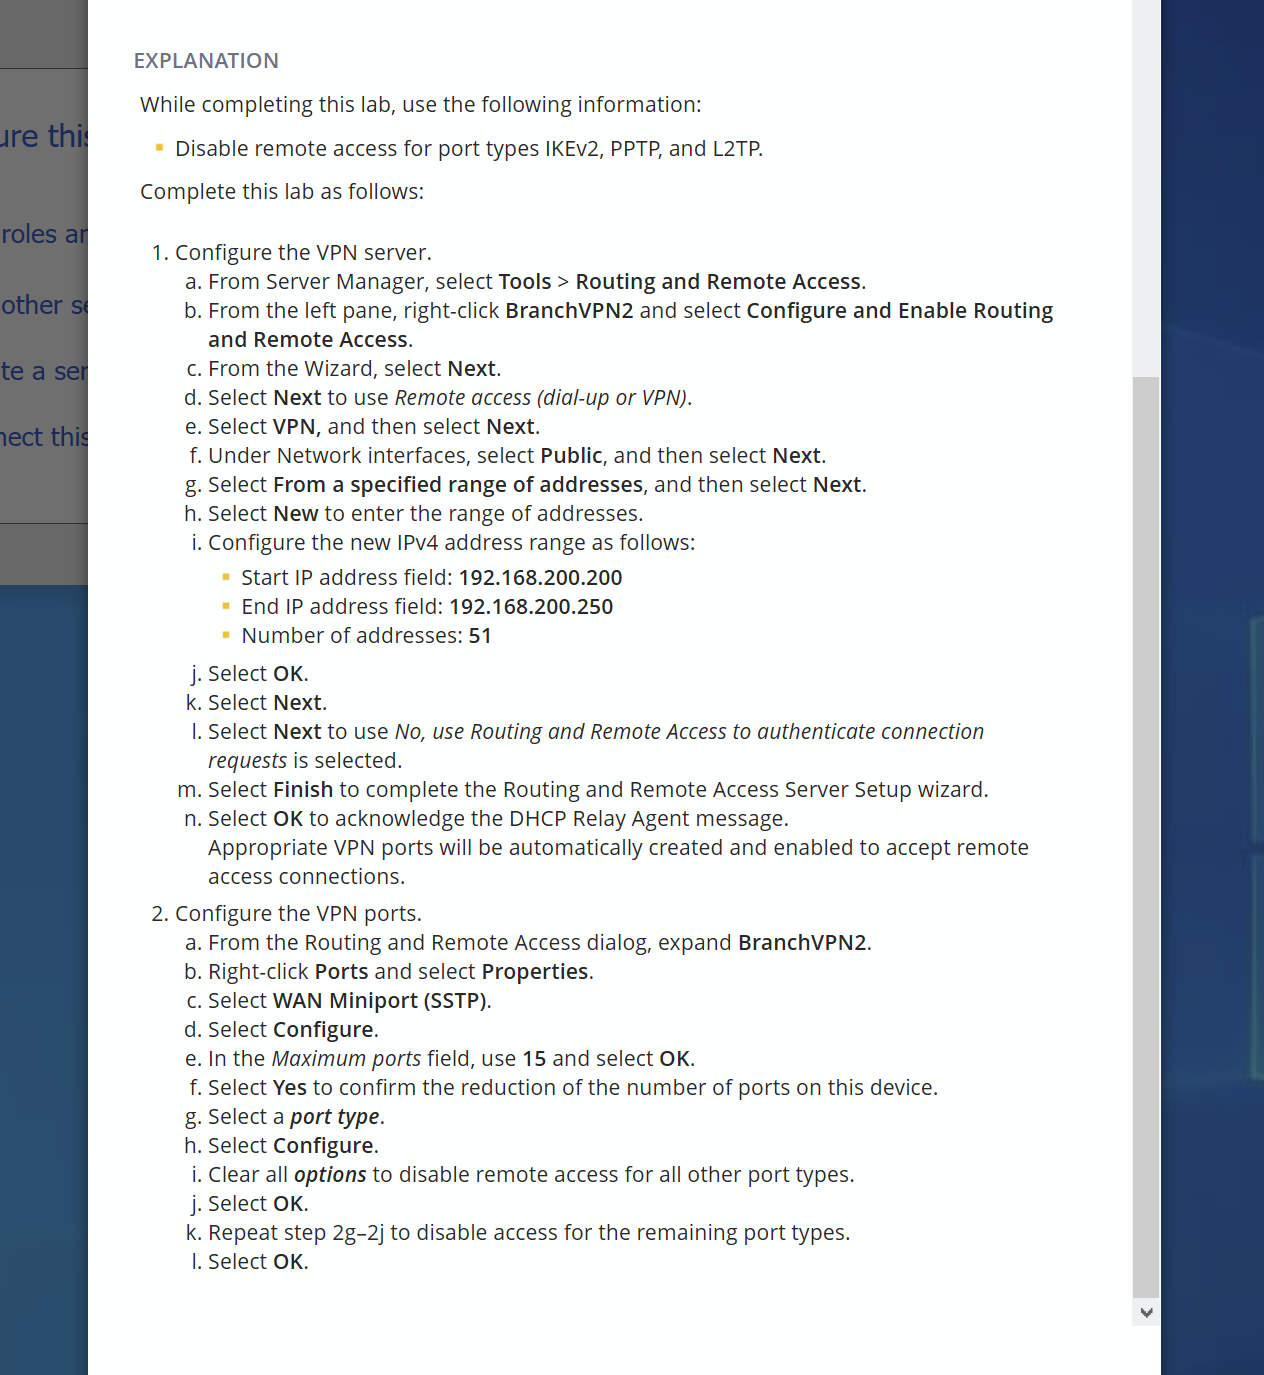 EXPLANATION
While completing this lab, use the following information:
Disable remote access for port types IKEv2, PPTP, and L2TP.
Complete this lab as follows:
1. Configure the VPN server.
a. From Server Manager, select Tools > Routing and Remote Access.
b. From the left pane, right-click BranchVPN2 and select Configure and Enable Routing
and Remote Access.
c. From the Wizard, select Next.
d. Select Next to use Remote access (dial-up or VPN).
e. Select VPN, and then select Next.
f. Under Network interfaces, select Public, and then select Next.
g. Select From a specified range of addresses, and then select Next.
h. Select New to enter the range of addresses.
i. Configure the new IPv4 address range as follows:
Start IP address field: 192.168.200.200
End IP address field: 192.168.200.250
Number of addresses: 51
j. Select OK.
k. Select Next.
l. Select Next to use No, use Routing and Remote Access to authenticate connection
requests is selected.
m. Select Finish to complete the Routing and Remote Access Server Setup wizard.
n. Select OK to acknowledge the DHCP Relay Agent message.
Appropriate VPN ports will be automatically created and enabled to accept remote
access connections.
2. Configure the VPN ports.
a. From the Routing and Remote Access dialog, expand BranchVPN2.
b. Right-click Ports and select Properties.
c. Select WAN Miniport (SSTP).
d. Select Configure.
e. In the Maximum ports field, use 15 and select OK.
f. Select Yes to confirm the reduction of the number of ports on this device.
g. Select a port type.
h. Select Configure.
i. Clear all options to disable remote access for all other port types.
j. Select OK.
k. Repeat step 2g–2j to disable access for the remaining port types.
l. Select OK.
ure this
roles ar
other se
te a ser
nect this